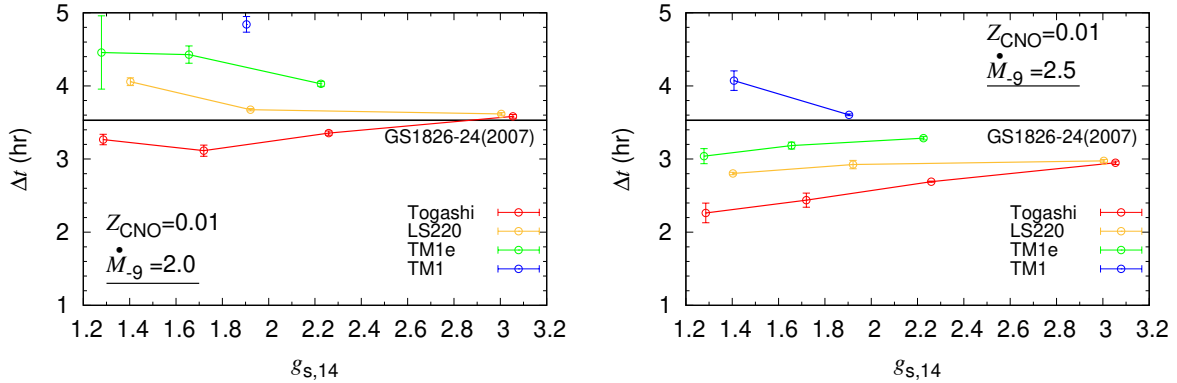 5
4
3
2
1
Δt (hr)
GS1826-24(2007)
Z_CNO=0.01
Ṁ_-9 =2.0
Togashi
LS220
TM1e
TM1
1.2 1.4 1.6 1.8 2 2.2 2.4 2.6 2.8 3 3.2
g_s,14
5
4
3
2
1
Δt (hr)
Z_CNO=0.01
Ṁ_-9 =2.5
GS1826-24(2007)
Togashi
LS220
TM1e
TM1
1.2 1.4 1.6 1.8 2 2.2 2.4 2.6 2.8 3 3.2
g_s,14